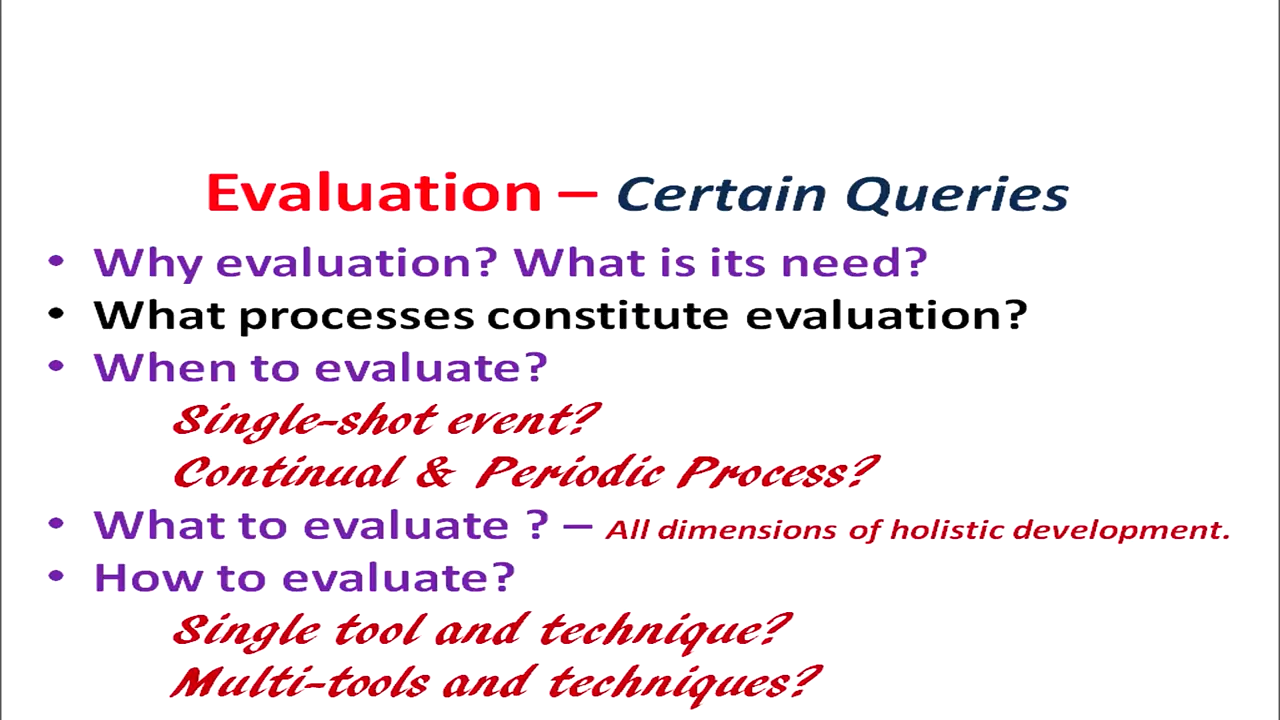 Evaluation – Certain Queries
• Why evaluation? What is its need?
• What processes constitute evaluation?
• When to evaluate?
Single-shot event?
Continual & Periodic Process?
• What to evaluate ? – All dimensions of holistic development.
• How to evaluate?
Single tool and technique?
Multi-tools and techniques?